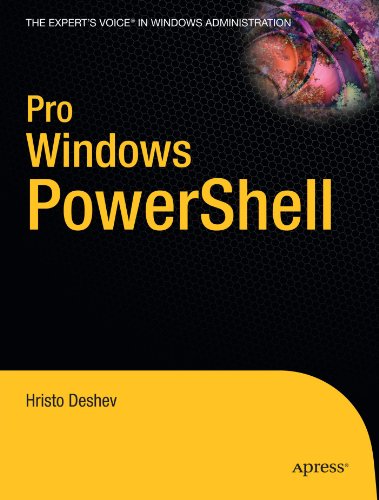 THE EXPERT'S VOICE® IN WINDOWS ADMINISTRATION
Pro
Windows
PowerShell
Hristo Deshev
Apress®